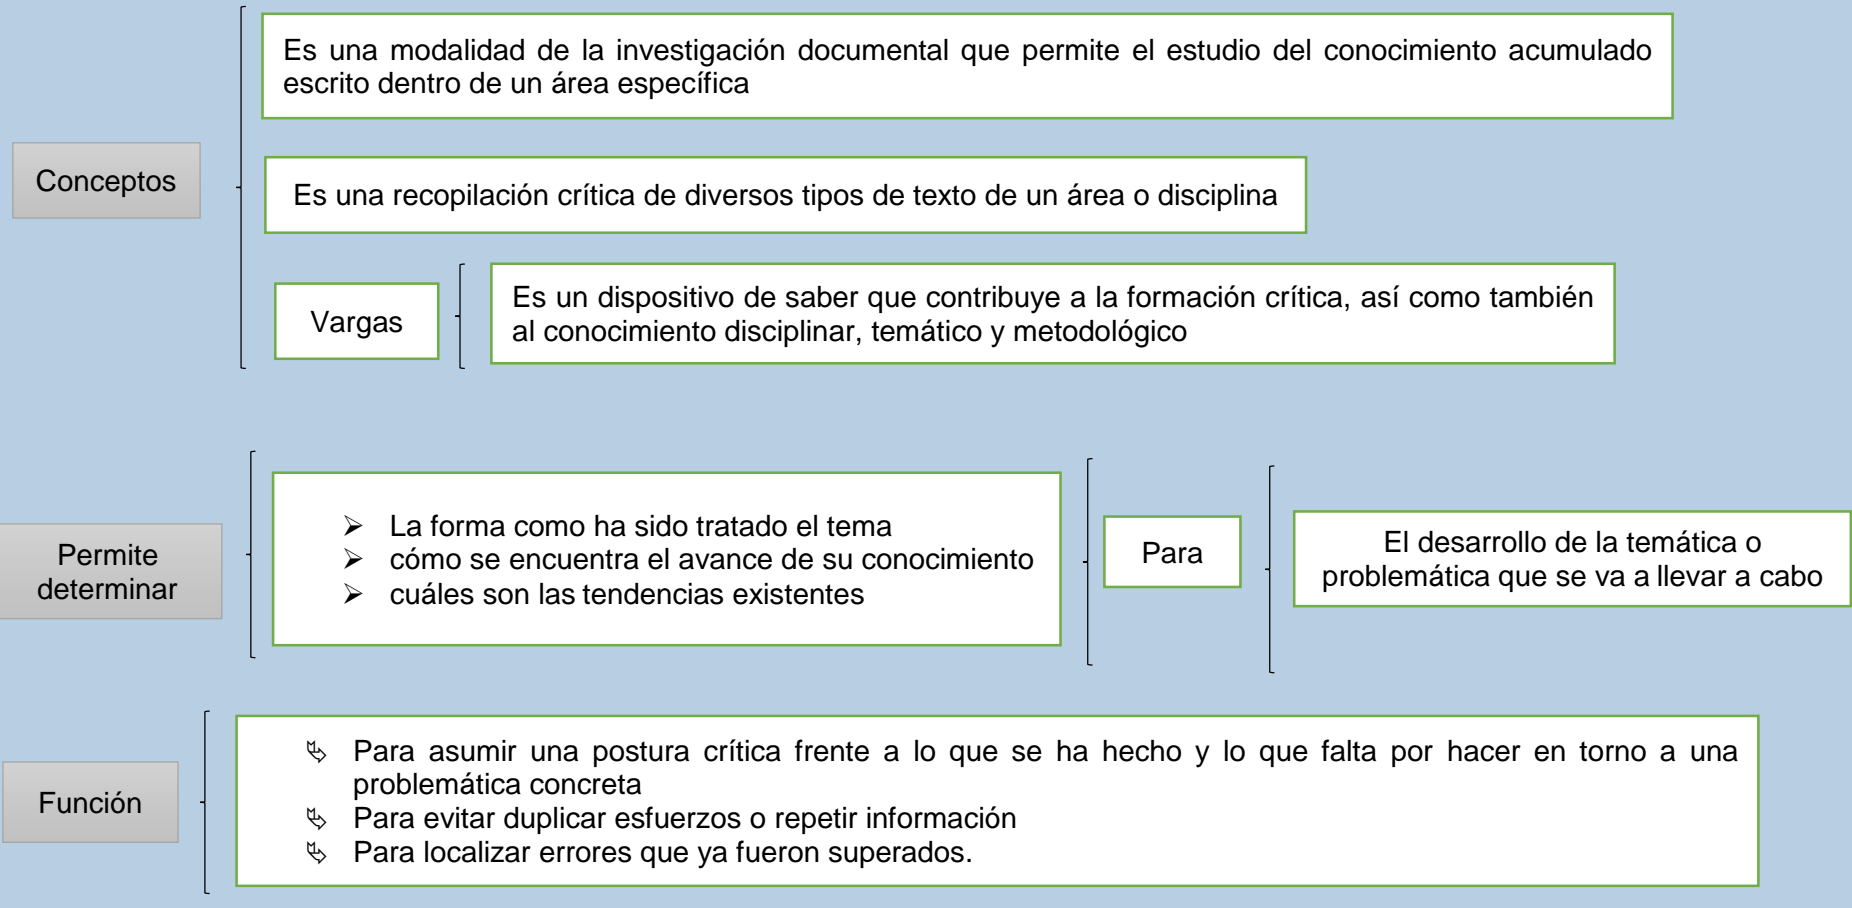 Conceptos
Es una modalidad de la investigación documental que permite el estudio del conocimiento acumulado
escrito dentro de un área específica
Es una recopilación crítica de diversos tipos de texto de un área o disciplina
Vargas
Es un dispositivo de saber que contribuye a la formación crítica, así como también
al conocimiento disciplinar, temático y metodológico
Permite
determinar
➢ La forma como ha sido tratado el tema
➢ cómo se encuentra el avance de su conocimiento
➢ cuáles son las tendencias existentes
Para
El desarrollo de la temática o
problemática que se va a llevar a cabo
Función
Para asumir una postura crítica frente a lo que se ha hecho y lo que falta por hacer en torno a una
problemática concreta
Para evitar duplicar esfuerzos o repetir información
Para localizar errores que ya fueron superados.